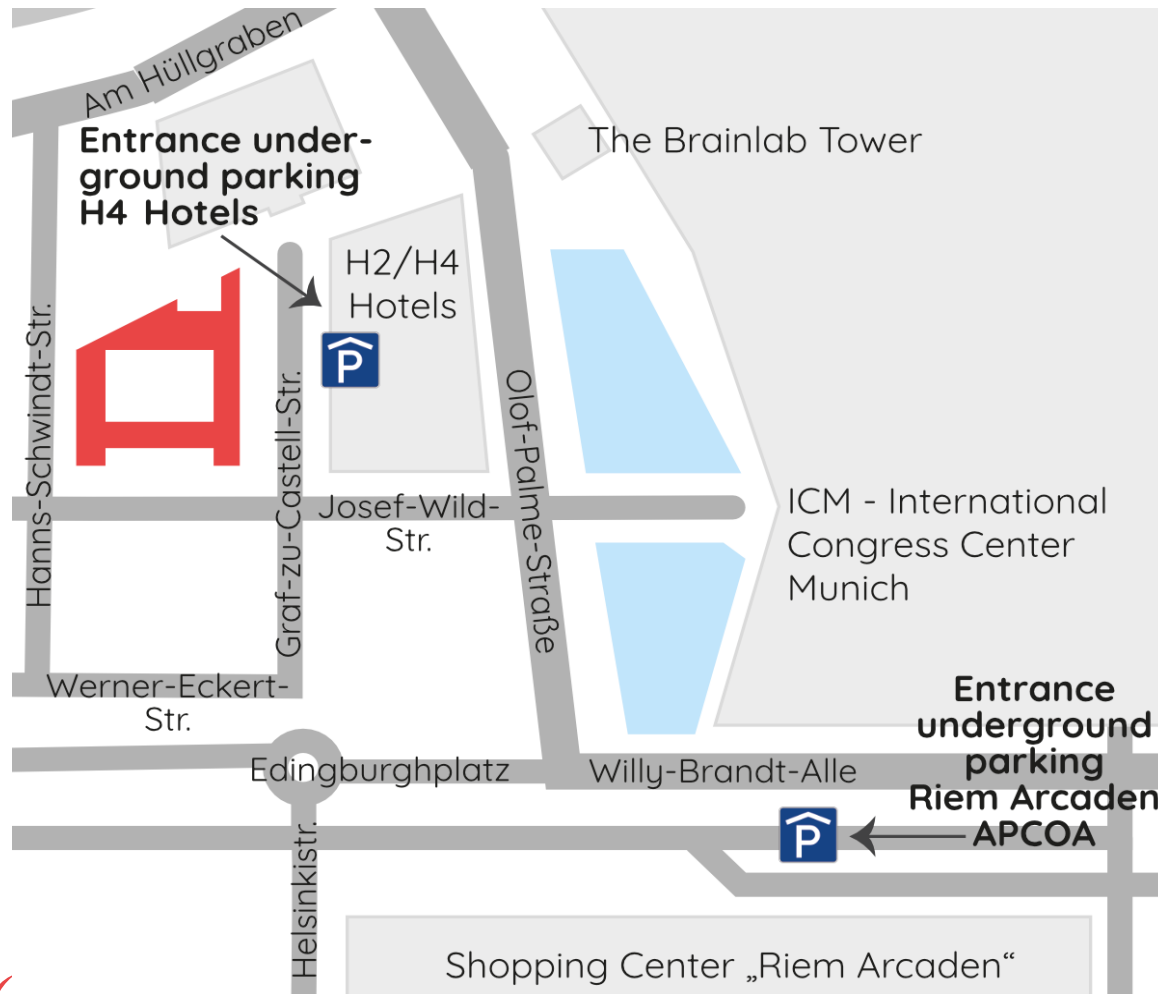 Am Hüllgraben
Entrance under-
ground parking
H4 Hotels
The Brainlab Tower
H2/H4
Hotels
P
Hanns-Schwindt-Str.
Graf-zu-Castell-Str.
Olof-Palme-Straße
Josef-Wild-
Str.
ICM - International
Congress Center
Munich
Werner-Eckert-
Str.
Edingburghplatz
Willy-Brandt-Alle
Entrance
underground
parking
Riem Arcaden
APCOA
P
Helsinkistr.
Shopping Center „Riem Arcaden“